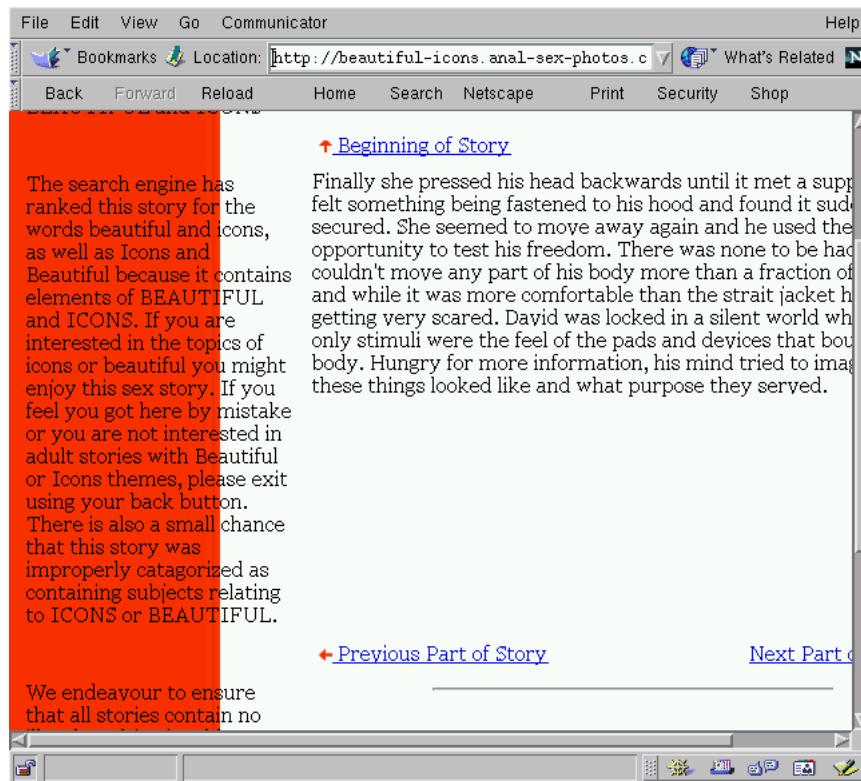 File Edit View Go Communicator Help
Bookmarks Location: http://beautiful-icons.anal-sex-photos.c What's Related N
Back Forward Reload Home Search Netscape Print Security Shop
BEAUTIFUL and ICONS
The search engine has
ranked this story for the
words beautiful and icons,
as well as Icons and
Beautiful because it contains
elements of BEAUTIFUL
and ICONS. If you are
interested in the topics of
icons or beautiful you might
enjoy this sex story. If you
feel you got here by mistake
or you are not interested in
adult stories with Beautiful
or Icons themes, please exit
using your back button.
There is also a small chance
that this story was
improperly catagorized as
containing subjects relating
to ICONS or BEAUTIFUL.
We endeavour to ensure
that all stories contain no
Beginning of Story
Finally she pressed his head backwards until it met a supp
felt something being fastened to his hood and found it sud
secured. She seemed to move away again and he used the
opportunity to test his freedom. There was none to be had
couldn't move any part of his body more than a fraction of
and while it was more comfortable than the strait jacket h
getting very scared. David was locked in a silent world wh
only stimuli were the feel of the pads and devices that bou
body. Hungry for more information, his mind tried to imag
these things looked like and what purpose they served.
Previous Part of Story Next Part